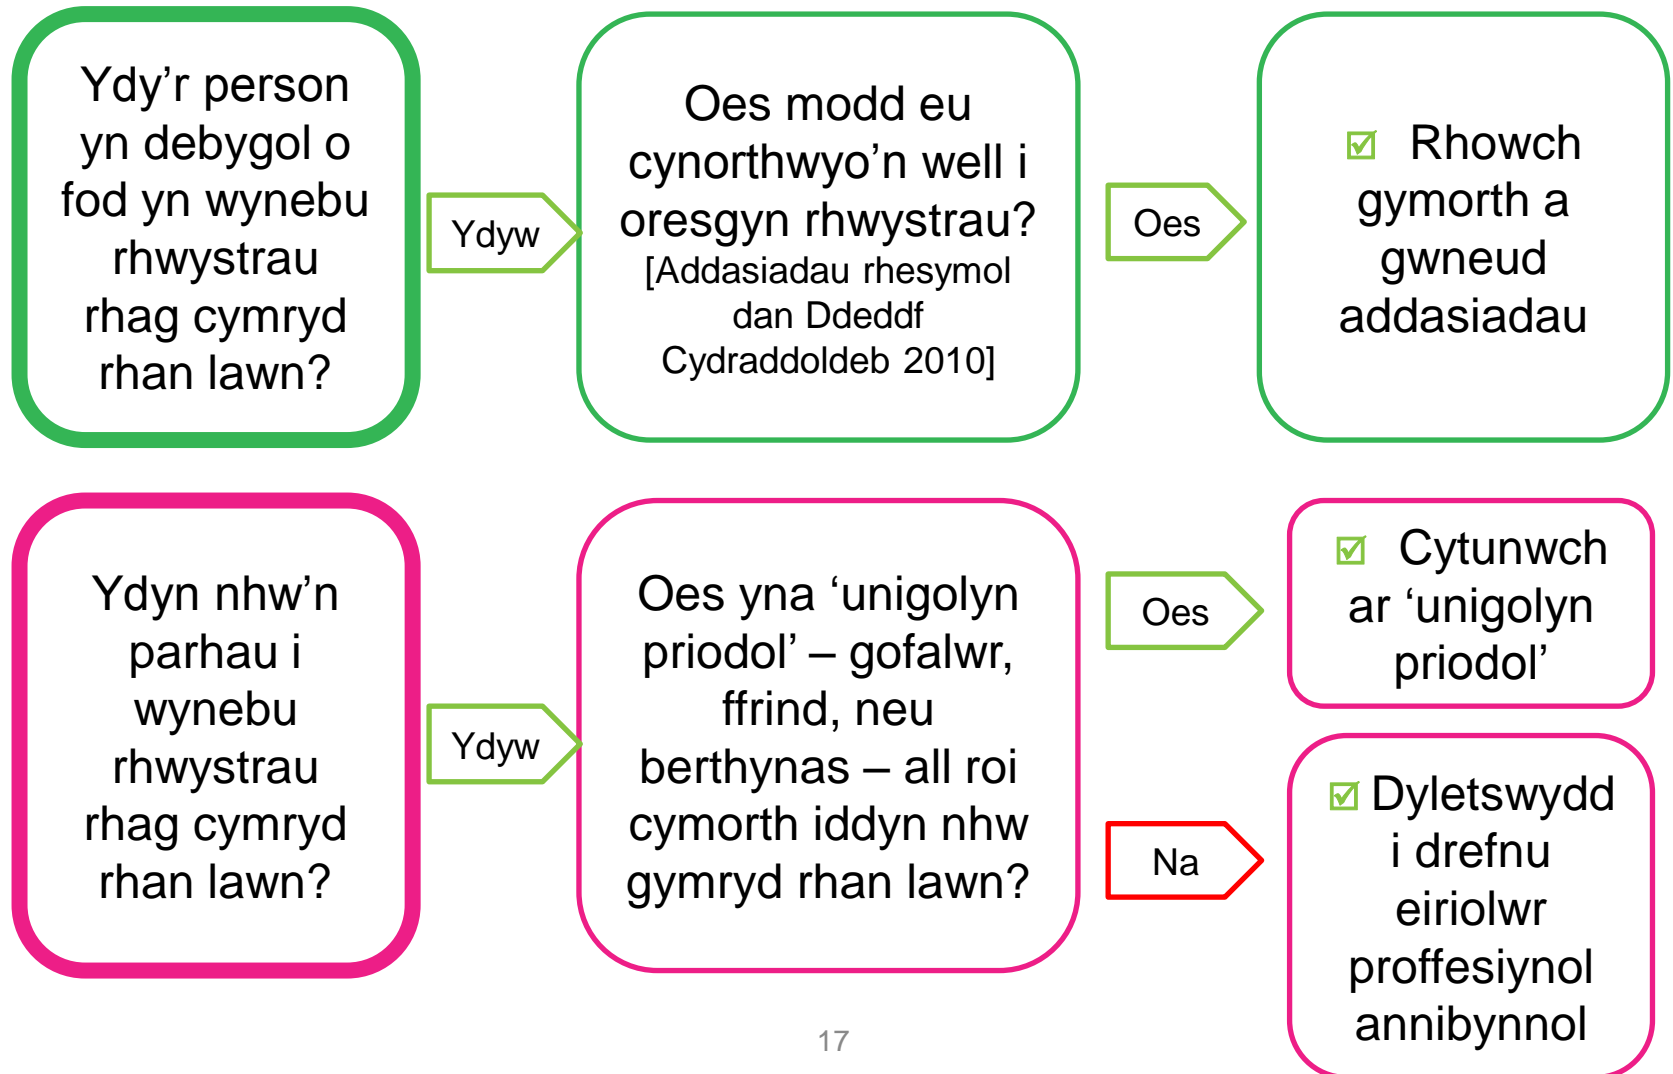 Ydy'r person
yn debygol o
fod yn wynebu
rhwystrau
rhag cymryd
rhan lawn?
Ydyw
Oes modd eu
cynorthwyo'n well i
oresgyn rhwystrau?
[Addasiadau rhesymol
dan Ddeddf
Cydraddoldeb 2010]
Oes
☑ Rhowch
gymorth a
gwneud
addasiadau
Ydyn nhw'n
parhau i
wynebu
rhwystrau
rhag cymryd
rhan lawn?
Ydyw
Oes yna ‘unigolyn
priodol’ – gofalwr,
ffrind, neu
berthynas – all roi
cymorth iddyn nhw
gymryd rhan lawn?
Oes
☑ Cytunwch
ar ‘unigolyn
priodol’
Na
☑ Dyletswydd
i drefnu
eiriolwr
proffesiynol
annibynnol
17